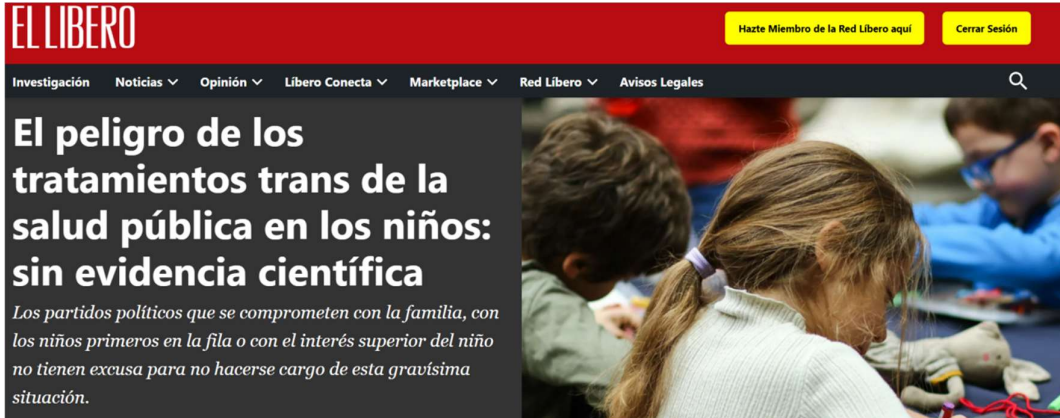 EL LIBERO
Hazte Miembro de la Red Líbero aquí
Cerrar Sesión
Investigación Noticias Opinión Líbero Conecta Marketplace Red Líbero Avisos Legales
El peligro de los
tratamientos trans de la
salud pública en los niños:
sin evidencia científica
Los partidos políticos que se comprometen con la familia, con
los niños primeros en la fila o con el interés superior del niño
no tienen excusa para no hacerse cargo de esta gravísima
situación.